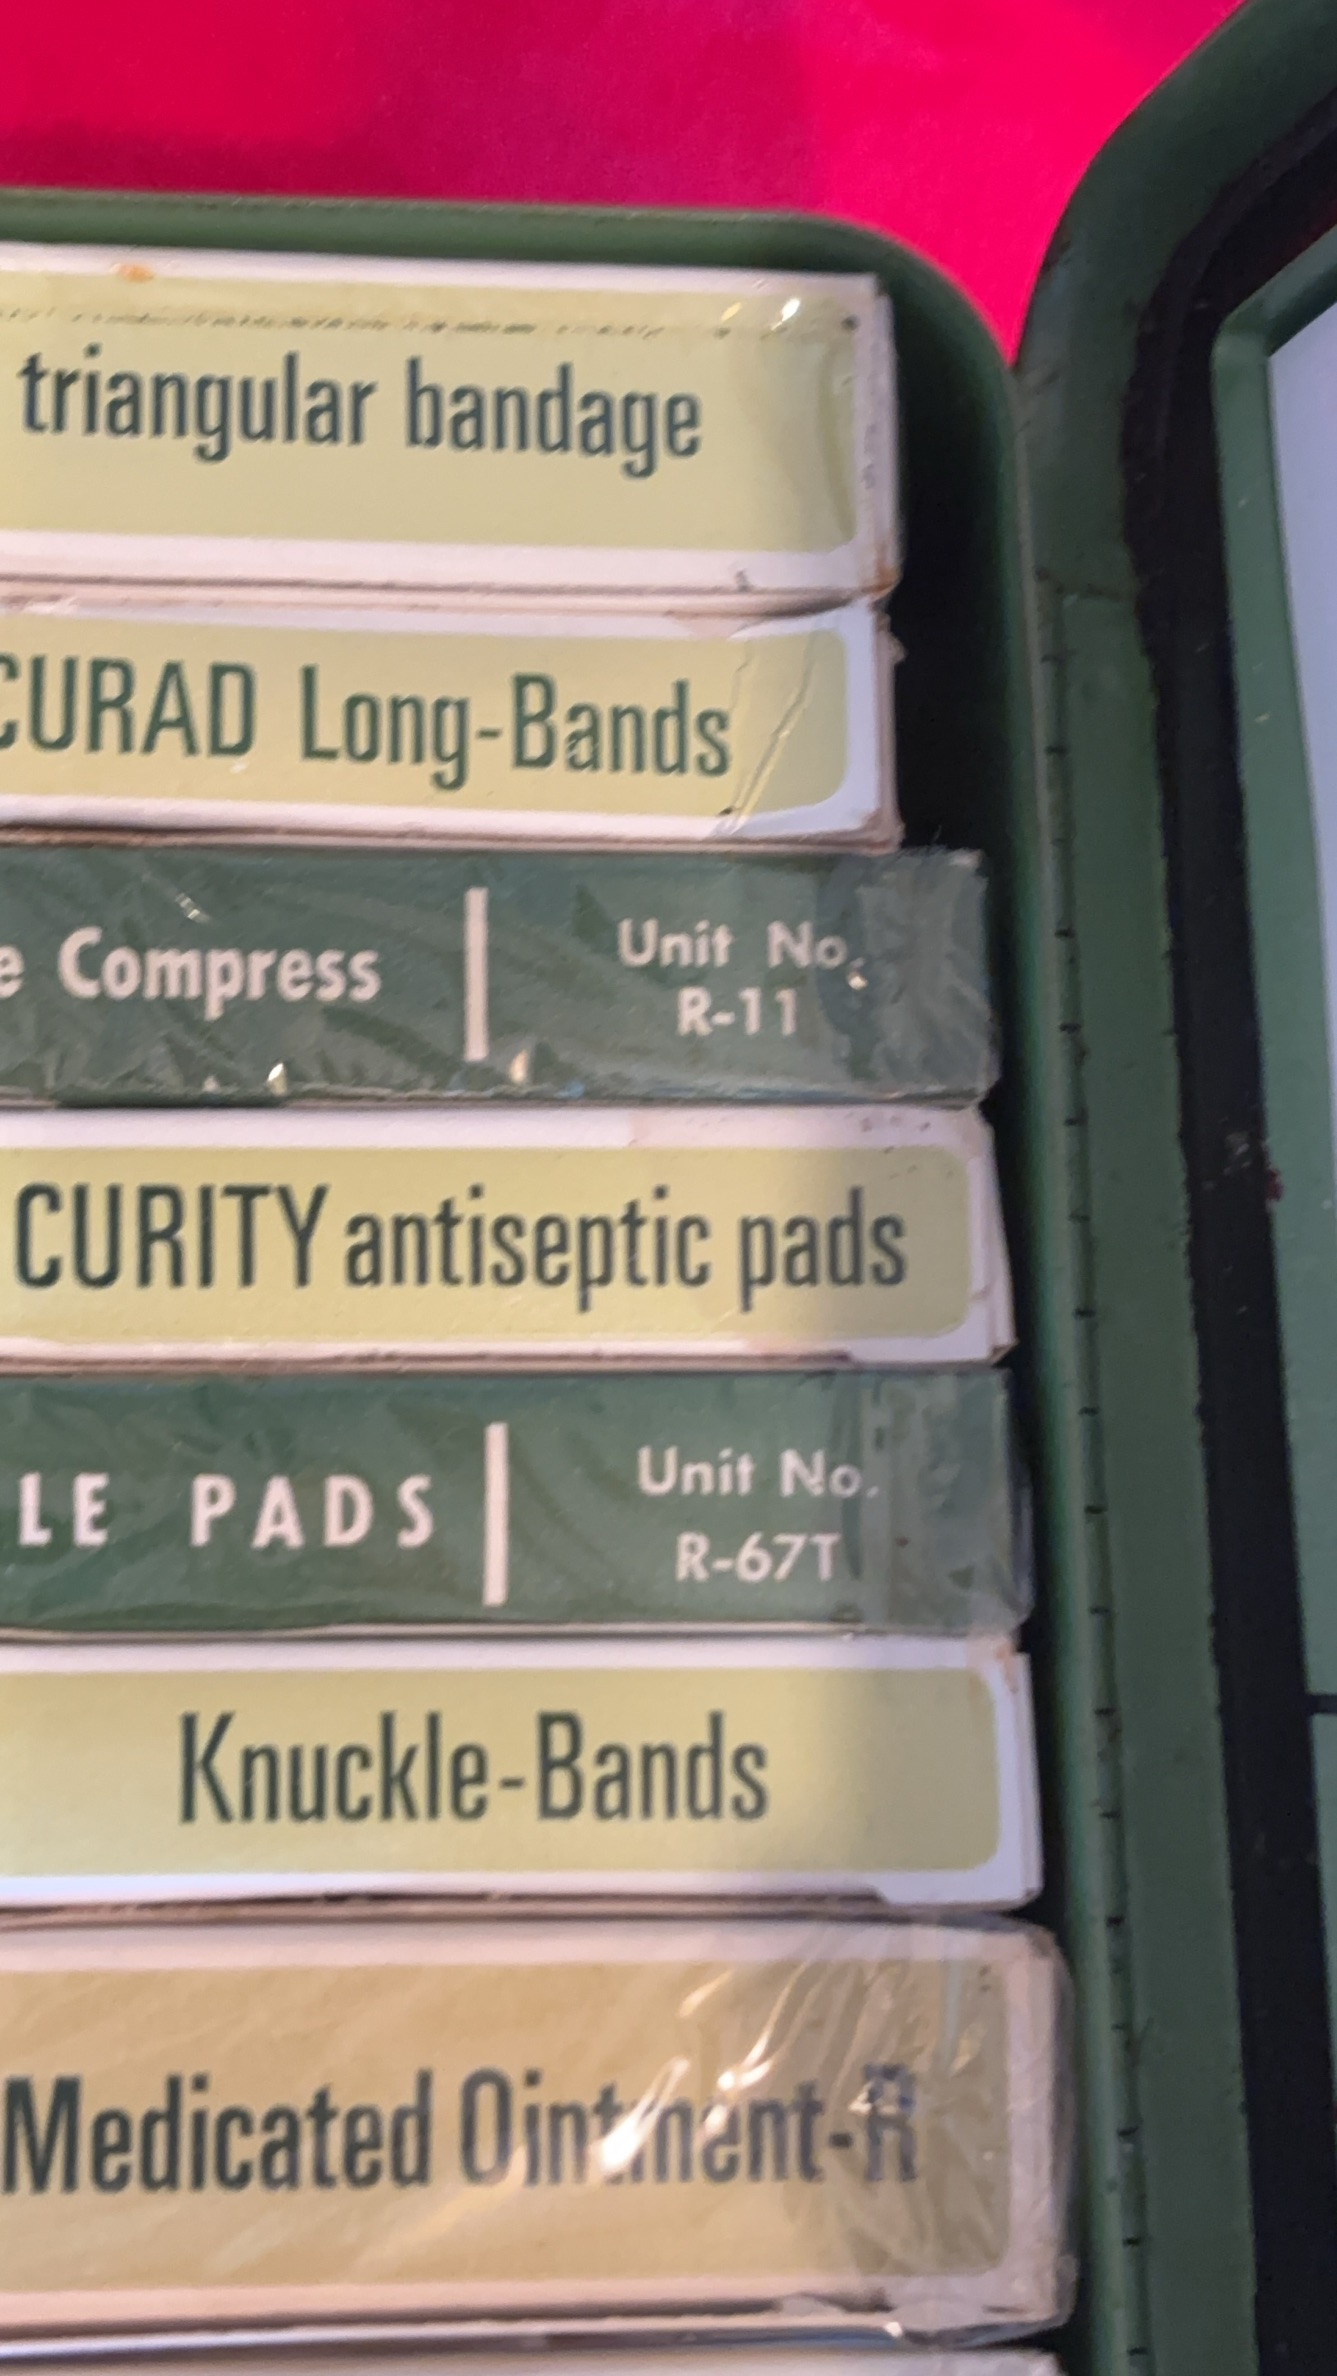 triangular bandage
CURAD Long-Bands
e Compress
Unit No.
R-11
CURITY antiseptic pads
LE PADS
Unit No.
R-67T
Knuckle-Bands
Medicated Ointment-R